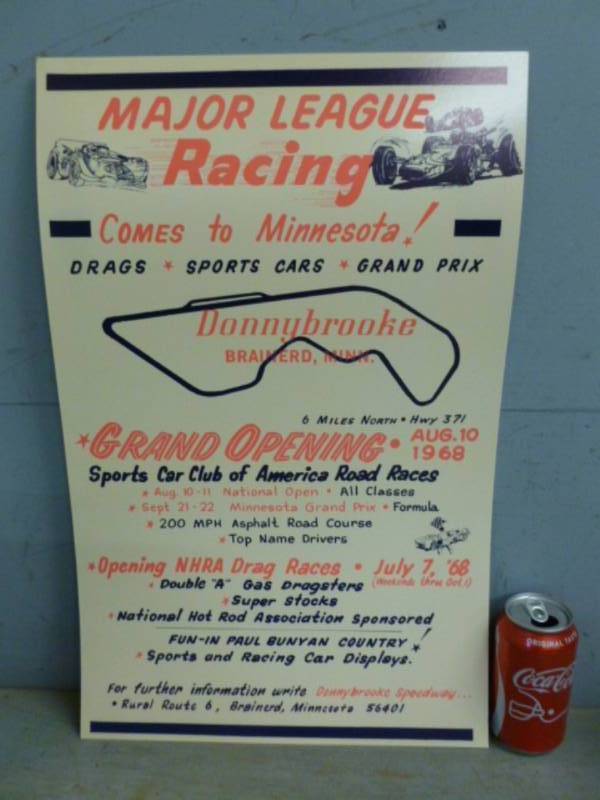 MAJOR LEAGUE
Racing
COMES to Minnesota!
DRAGS * SPORTS CARS * GRAND PRIX
Donnybrooke
BRAINERD, MINN.
6 MILES NORTH • HWY 371
*GRAND OPENING • AUG. 10
1968
Sports Car Club of America Road Races
* Aug. 10-11 National Open • All Classes
* Sept 21-22 Minnesota Grand Prix • Formula
* 200 MPH Asphalt Road Course
* Top Name Drivers
*Opening NHRA Drag Races • July 7, '68
• Double "A" Gas Dragsters (Weekends thru Oct.1)
*Super Stocks
• National Hot Rod Association Sponsored
FUN-IN PAUL BUNYAN COUNTRY!
* Sports and Racing Car Displays.
For further information write Donnybrooke Speedway...
• Rural Route 6, Brainerd, Minnesota 56401
ORIGINAL TASTE
Coca-Cola